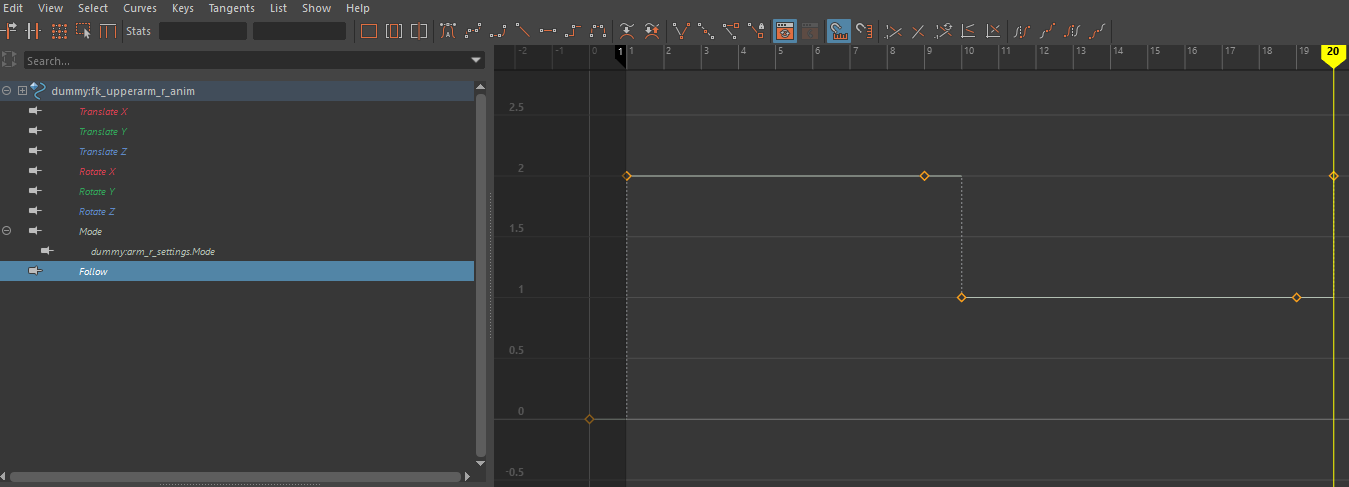 Edit View Select Curves Keys Tangents List Show Help
Stats
-2 -1 0 1 1 2 3 4 5 6 7 8 9 10 11 12 13 14 15 16 17 18 19 20
Search...
dummy:fk_upperarm_r_anim
Translate X
Translate Y
Translate Z
Rotate X
Rotate Y
Rotate Z
Mode
dummy:arm_r_settings.Mode
Follow
2.5
2
1.5
1
0.5
0
-0.5